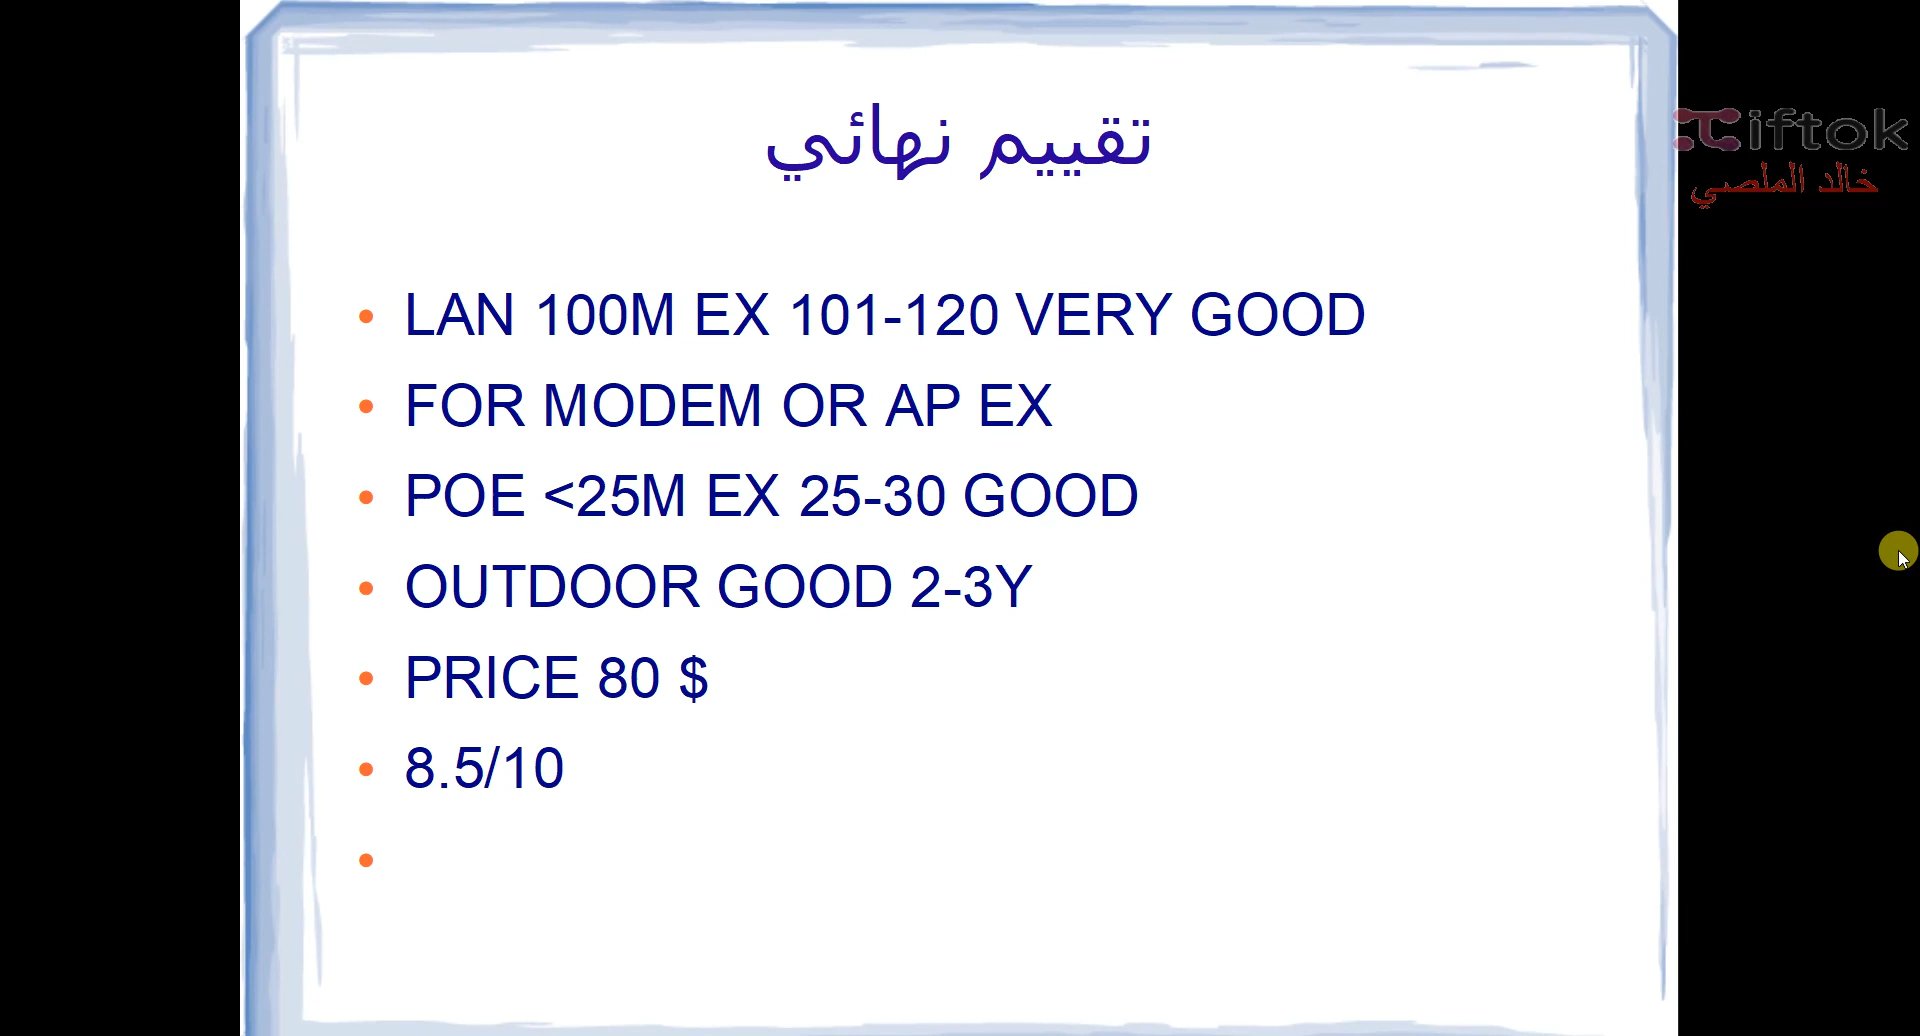 تقييم نهائي
LAN 100M EX 101-120 VERY GOOD
FOR MODEM OR AP EX
POE <25M EX 25-30 GOOD
OUTDOOR GOOD 2-3Y
PRICE 80 $
8.5/10
Tiftok
خالد الملصي